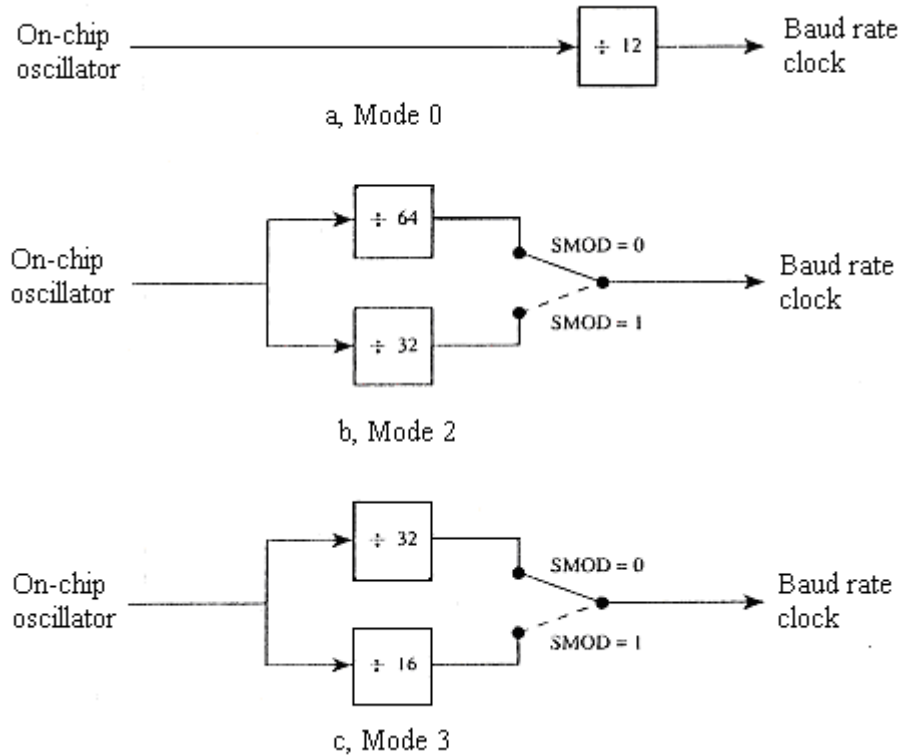 On-chip
oscillator
÷ 12
Baud rate
clock
a, Mode 0
On-chip
oscillator
÷ 64
÷ 32
SMOD = 0
SMOD = 1
Baud rate
clock
b, Mode 2
On-chip
oscillator
÷ 32
÷ 16
SMOD = 0
SMOD = 1
Baud rate
clock
c, Mode 3